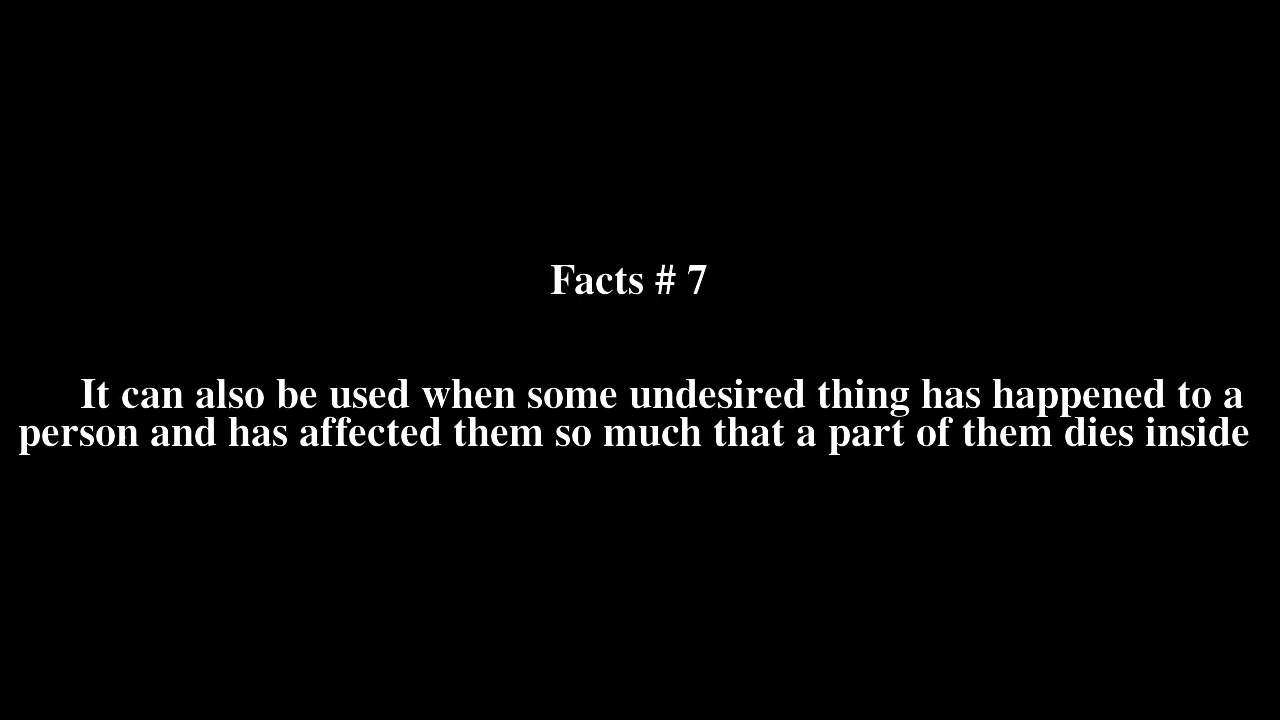 Facts # 7
It can also be used when some undesired thing has happened to a
person and has affected them so much that a part of them dies inside